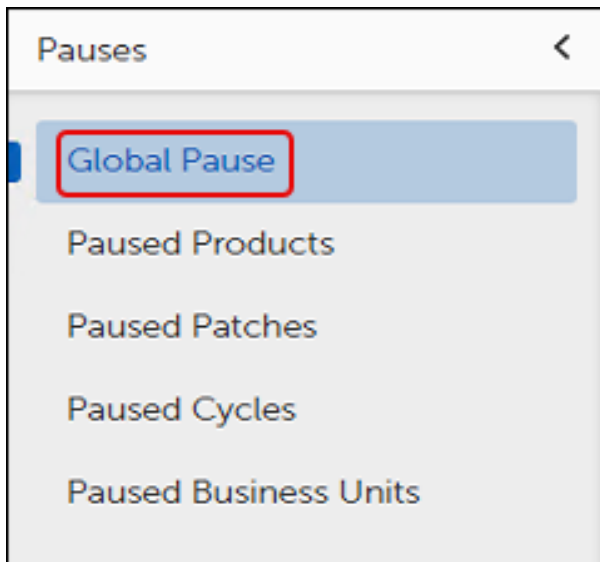 Pauses
Global Pause
Paused Products
Paused Patches
Paused Cycles
Paused Business Units